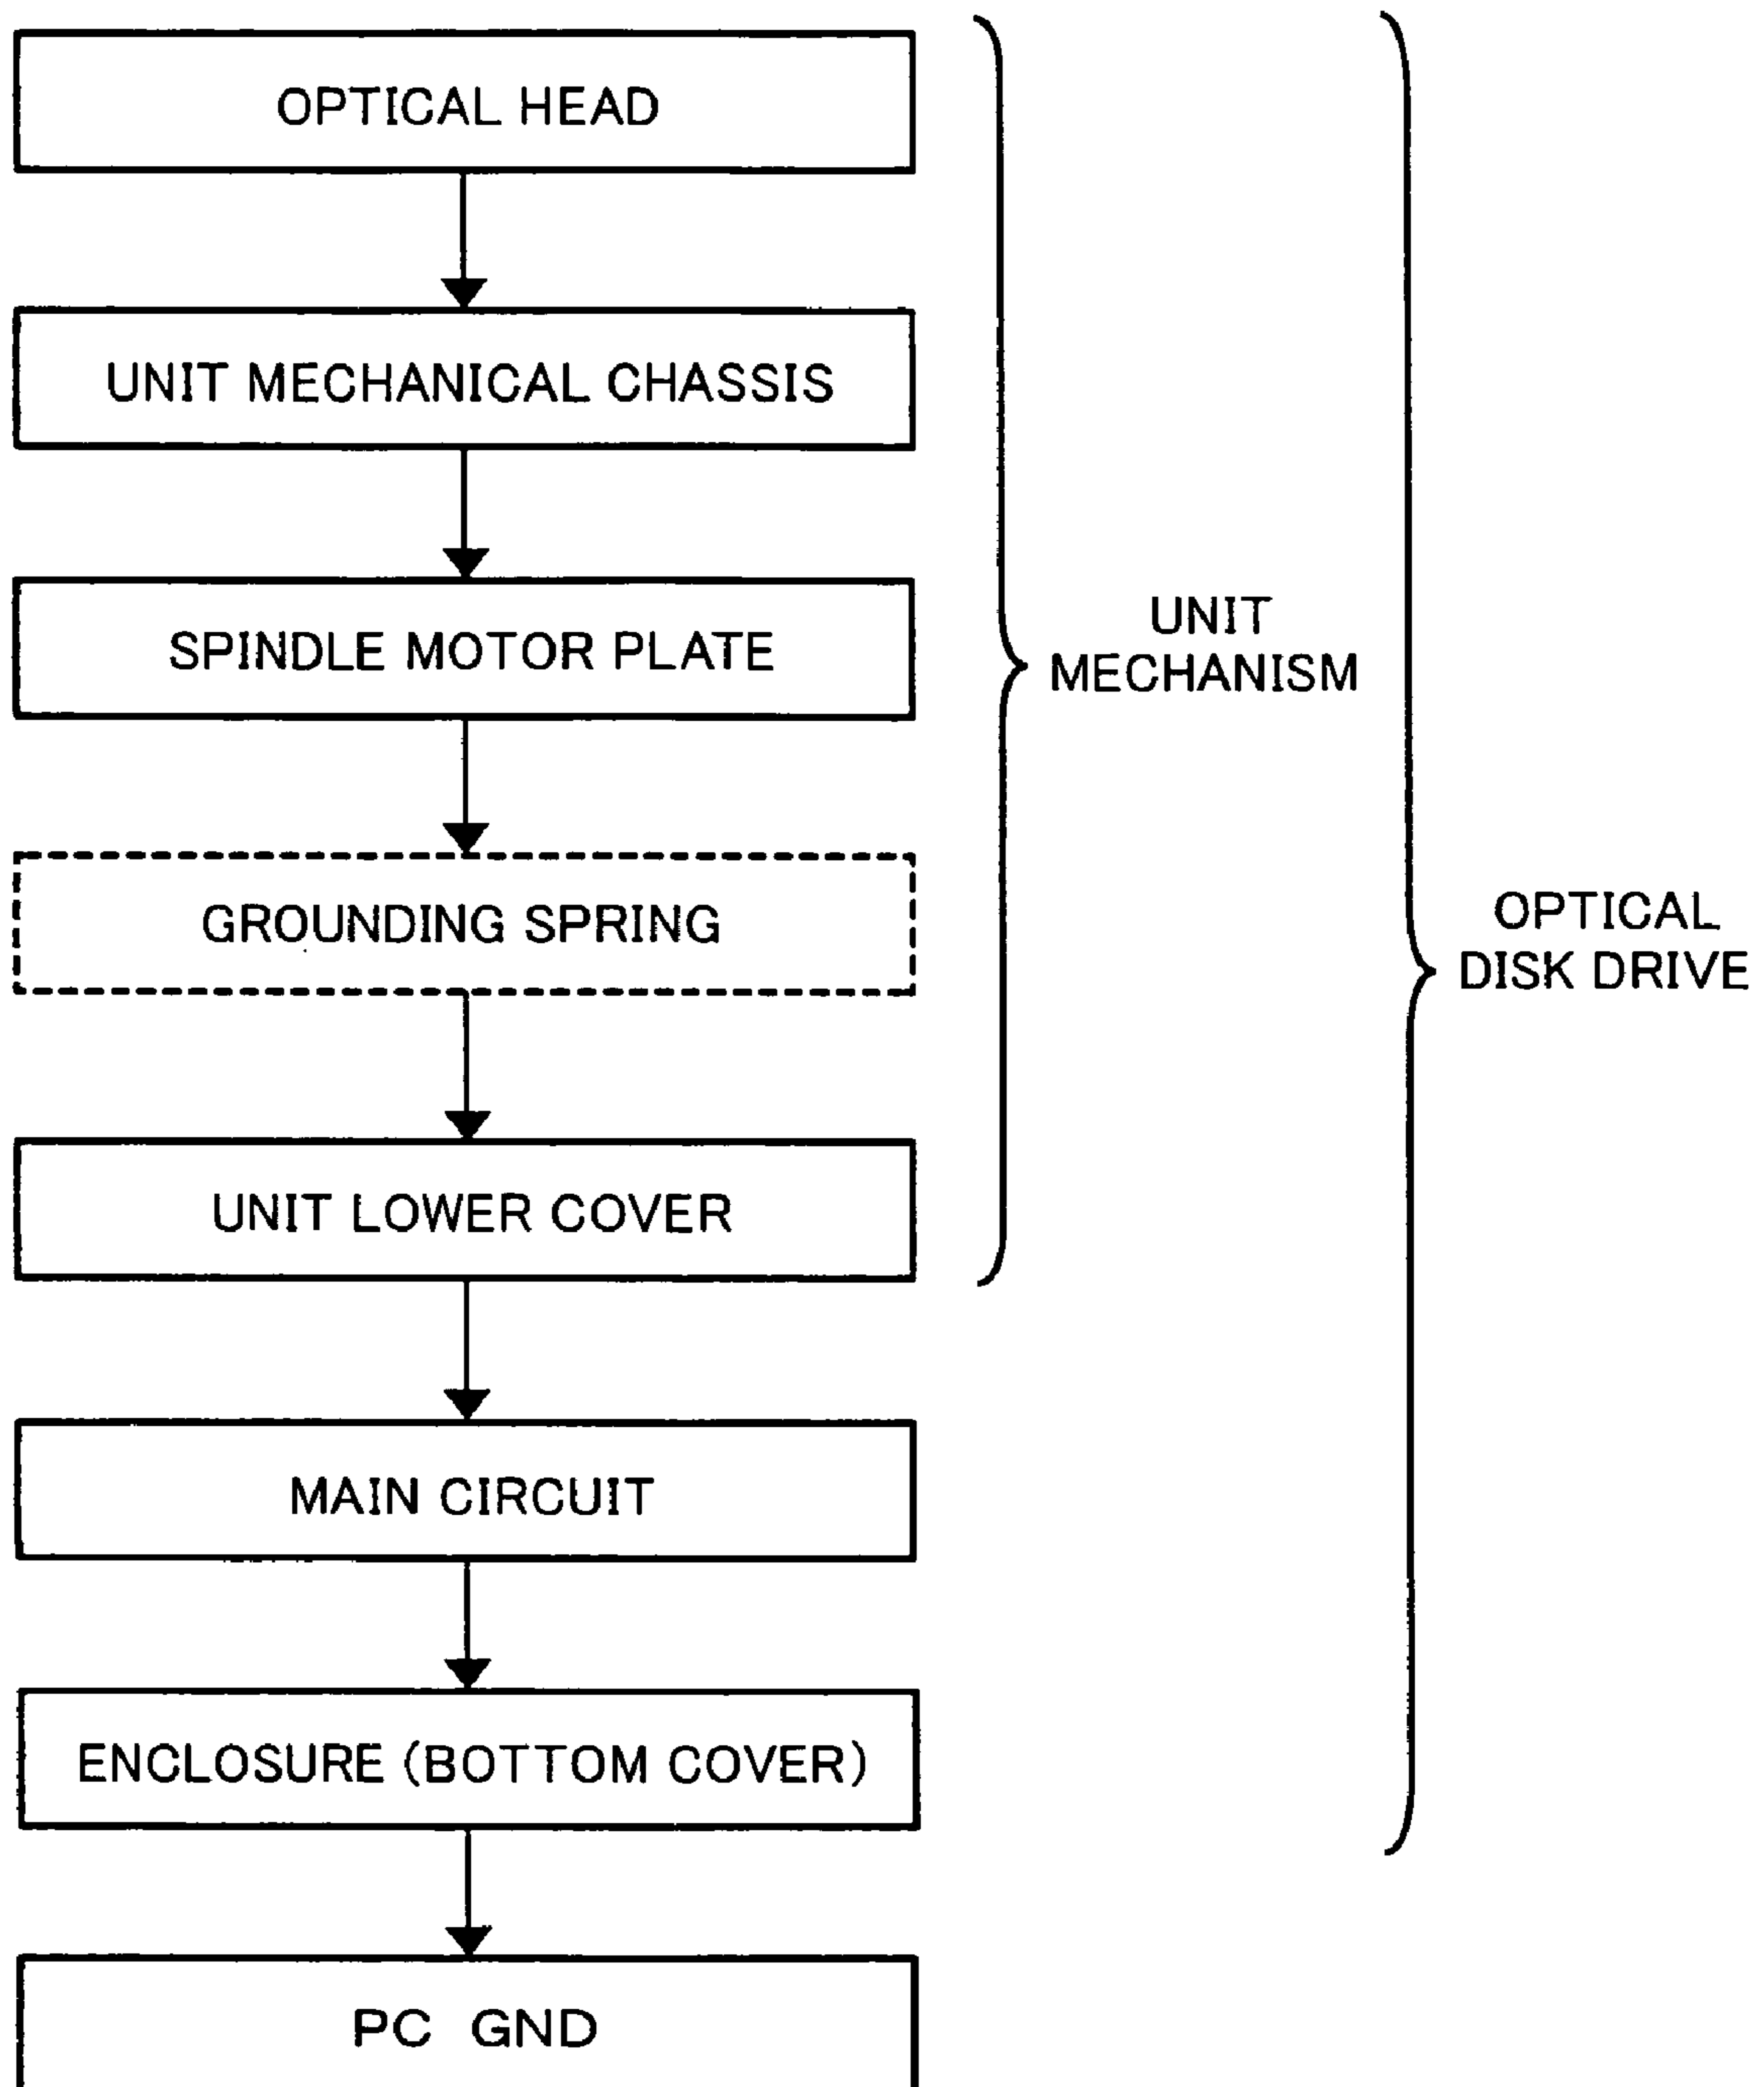 OPTICAL HEAD
UNIT MECHANICAL CHASSIS
SPINDLE MOTOR PLATE
GROUNDING SPRING
UNIT LOWER COVER
MAIN CIRCUIT
ENCLOSURE (BOTTOM COVER)
PC GND
UNIT
MECHANISM
OPTICAL
DISK DRIVE